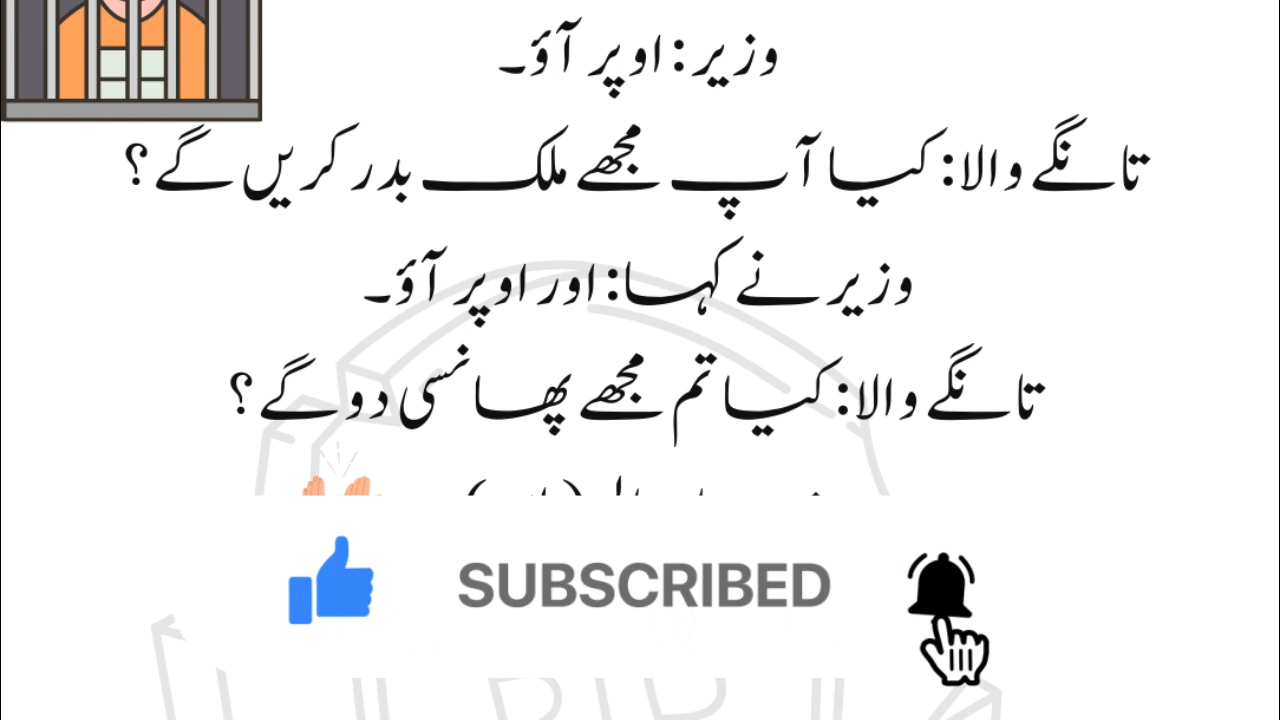 وزیر: اوپر آؤ۔
تانگے والا: کیا آپ مجھے ملک بدر کریں گے؟
وزیر نے کہا: اور اوپر آؤ۔
تانگے والا: کیا تم مجھے پھانسی دو گے؟
SUBSCRIBED